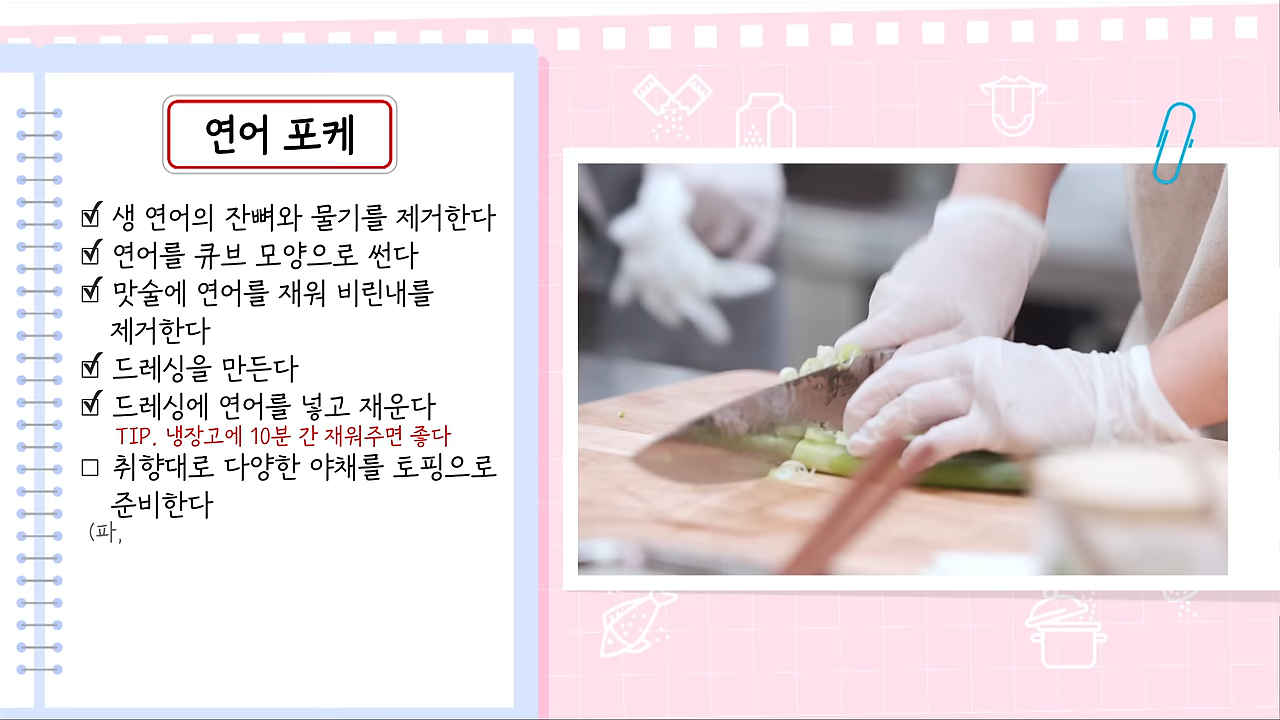 연어 포케
☑ 생 연어의 잔뼈와 물기를 제거한다
☑ 연어를 큐브 모양으로 썬다
☑ 맛술에 연어를 재워 비린내를
제거한다
☑ 드레싱을 만든다
☑ 드레싱에 연어를 넣고 재운다
TIP. 냉장고에 10분 간 재워주면 좋다
☐ 취향대로 다양한 야채를 토핑으로
준비한다
(파,